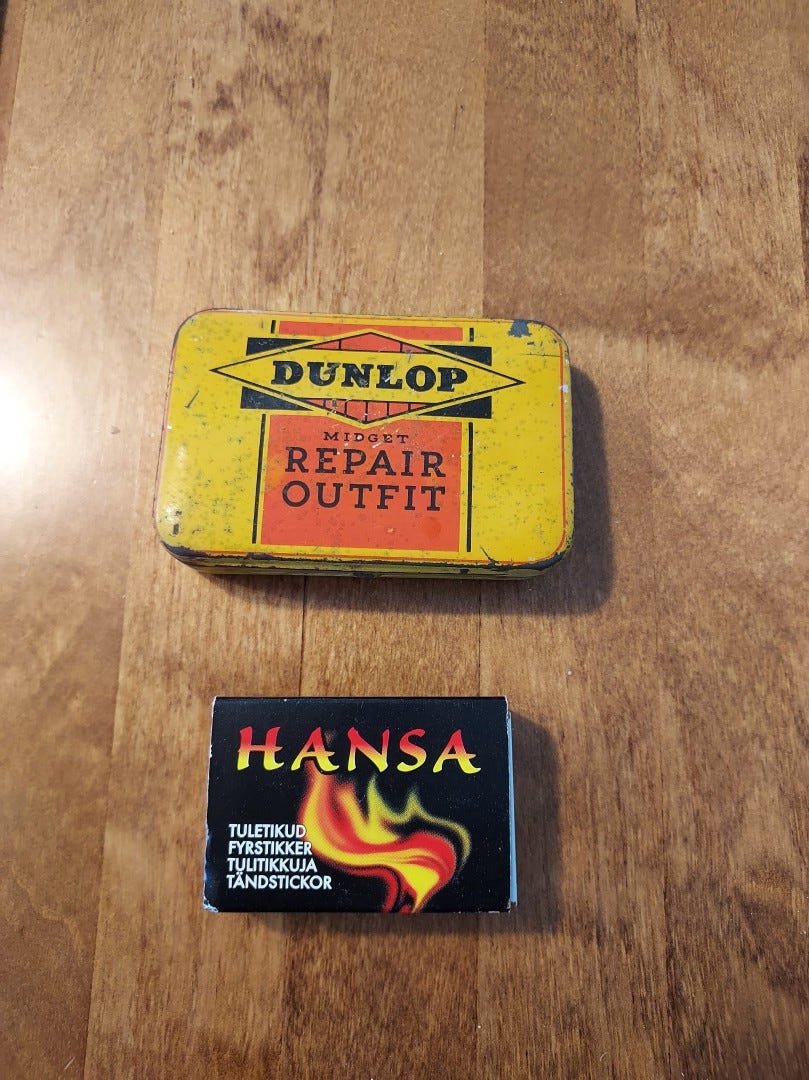 DUNLOP
MIDGET
REPAIR
OUTFIT
HANSA
TULETIKUD
FYRSTIKKER
TULITIKKUJA
TÄNDSTICKOR